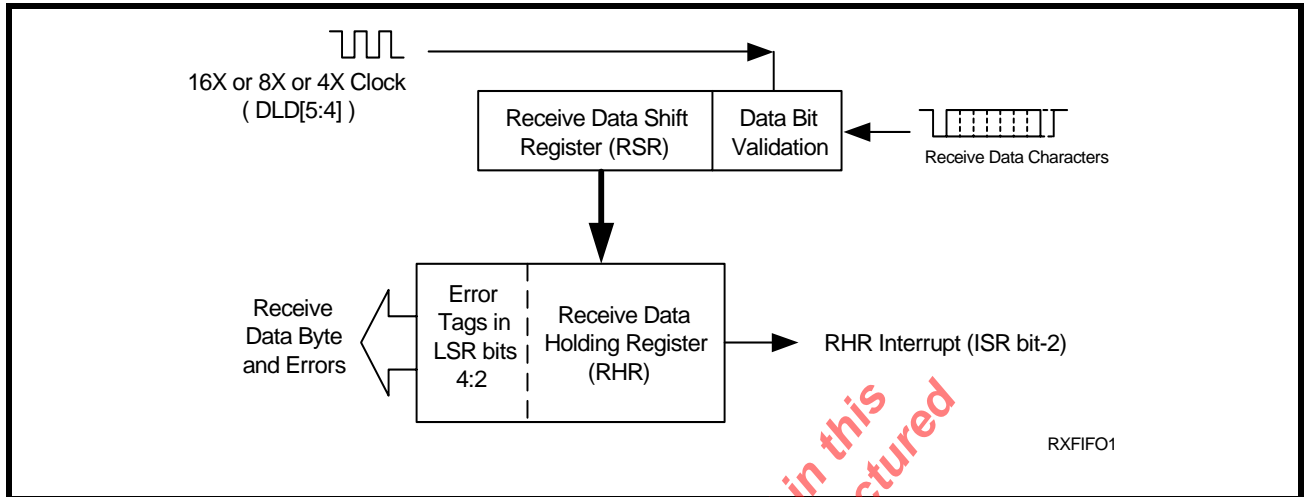 16X or 8X or 4X Clock
( DLD[5:4] )
Receive Data Shift
Register (RSR)
Data Bit
Validation
Receive Data Characters
Receive
Data Byte
and Errors
Error
Tags in
LSR bits
4:2
Receive Data
Holding Register
(RHR)
RHR Interrupt (ISR bit-2)
in this
ctured
RXFIFO1